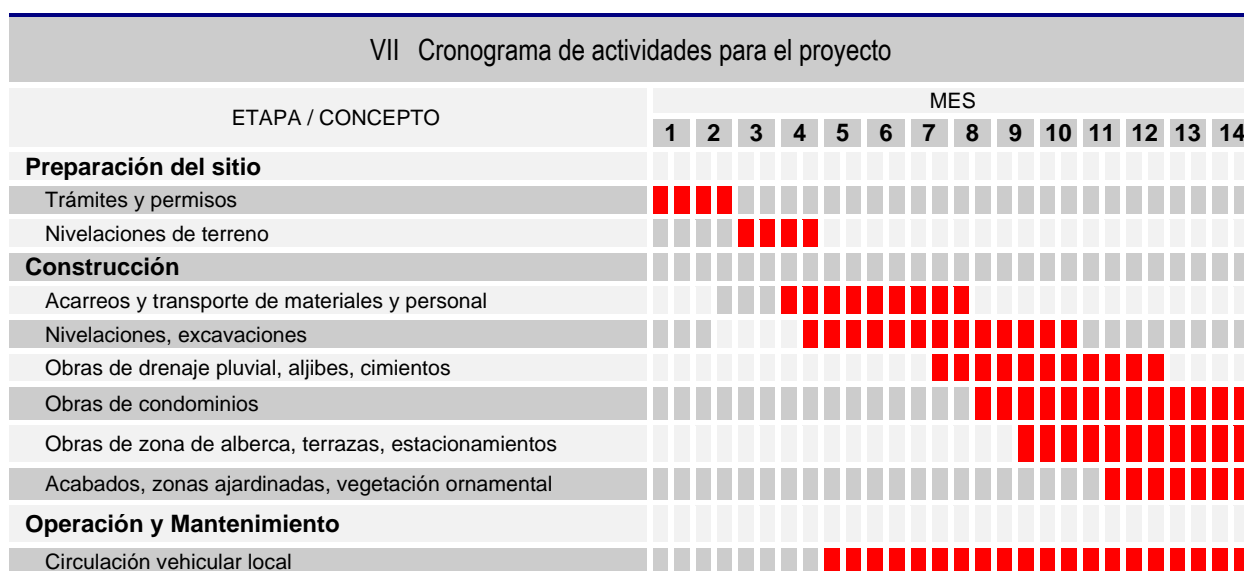 VII Cronograma de actividades para el proyecto
ETAPA / CONCEPTO
MES
1 2 3 4 5 6 7 8 9 10 11 12 13 14
Preparación del sitio
Trámites y permisos
Nivelaciones de terreno
Construcción
Acarreos y transporte de materiales y personal
Nivelaciones, excavaciones
Obras de drenaje pluvial, aljibes, cimientos
Obras de condominios
Obras de zona de alberca, terrazas, estacionamientos
Acabados, zonas ajardinadas, vegetación ornamental
Operación y Mantenimiento
Circulación vehicular local